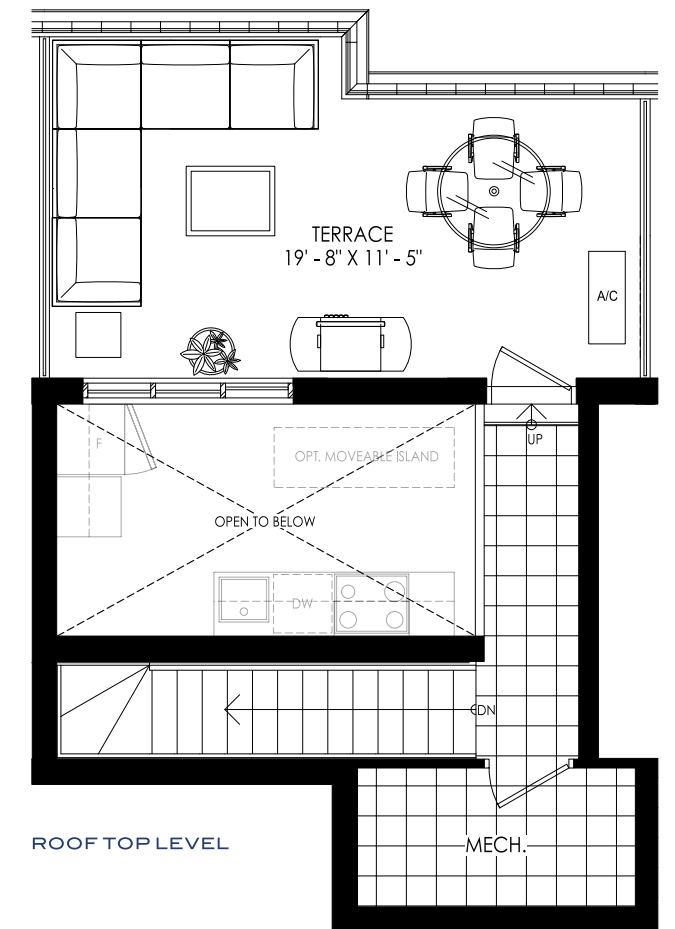 TERRACE
19' - 8" X 11' - 5"
A/C
UP
F
OPT. MOVEABLE ISLAND
OPEN TO BELOW
DW
DN
MECH.
ROOF TOP LEVEL